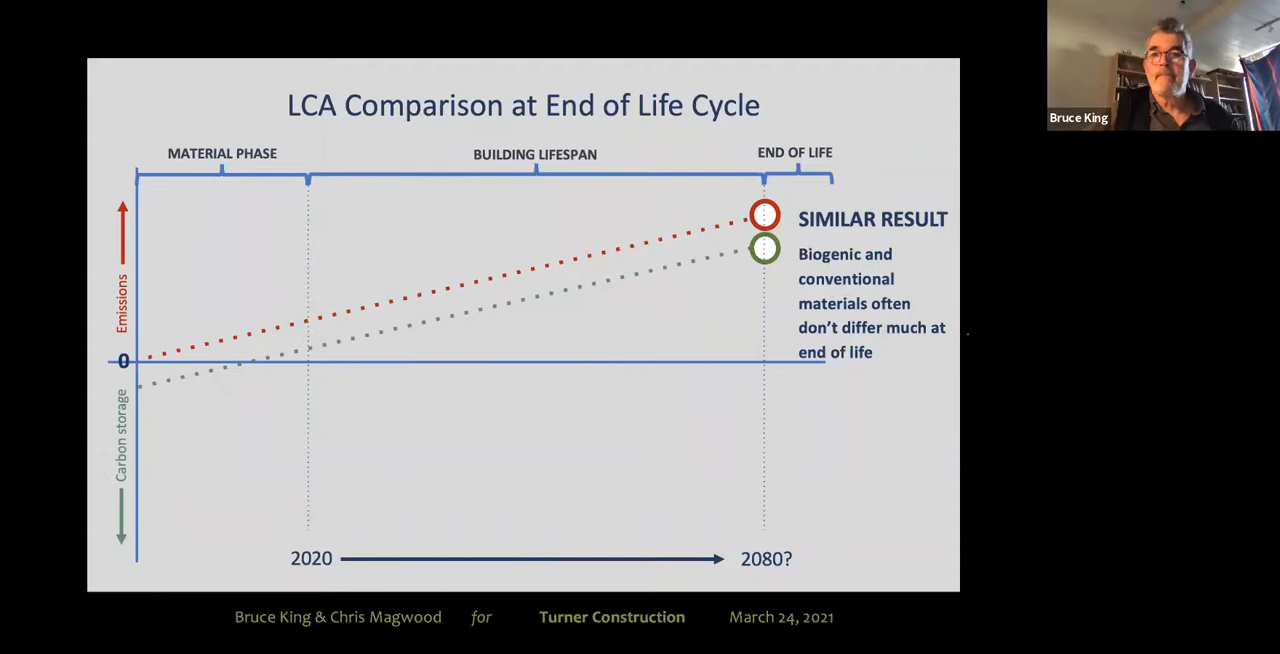 LCA Comparison at End of Life Cycle
MATERIAL PHASE
BUILDING LIFESPAN
END OF LIFE
SIMILAR RESULT
Biogenic and
conventional
materials often
don't differ much at
end of life
Emissions
0
Carbon storage
2020
2080?
Bruce King & Chris Magwood for Turner Construction March 24, 2021
Bruce King